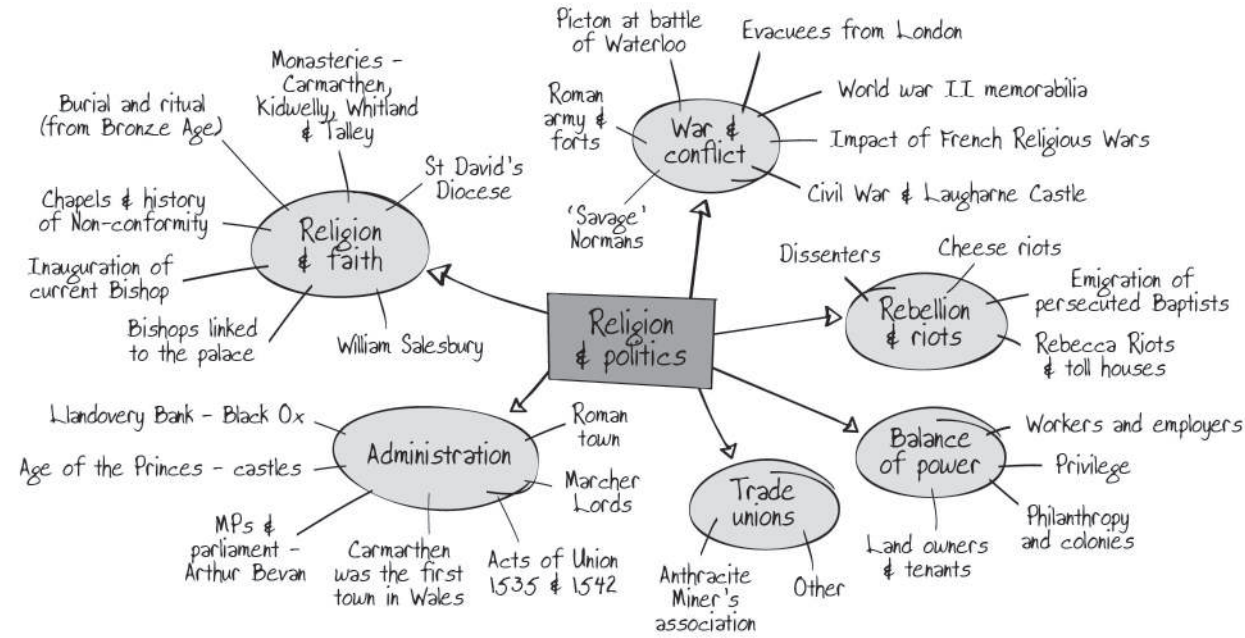 Religion
& politics
Religion
& faith
Monasteries -
Carmarthen,
Kidwelly, Whitland
& Talley
Burial and ritual
(from Bronze Age)
St David's
Diocese
Chapels & history
of Non-conformity
Inauguration of
current Bishop
Bishops linked
to the palace
William Salesbury
War &
conflict
Picton at battle
of Waterloo
Evacuees from London
World war II memorabilia
Roman
army &
forts
Impact of French Religious Wars
Civil War & Laugharne Castle
'Savage'
Normans
Rebellion
& riots
Dissenters
Cheese riots
Emigration of
persecuted Baptists
Rebecca Riots
& toll houses
Balance
of power
Workers and employers
Privilege
Philanthropy
and colonies
Land owners
& tenants
Trade
unions
Anthracite
Miner's
association
Other
Administration
Llandovery Bank - Black Ox
Roman
town
Age of the Princes - castles
Marcher
Lords
MPs &
parliament -
Arthur Bevan
Carmarthen
was the first
town in Wales
Acts of Union
1535 & 1542